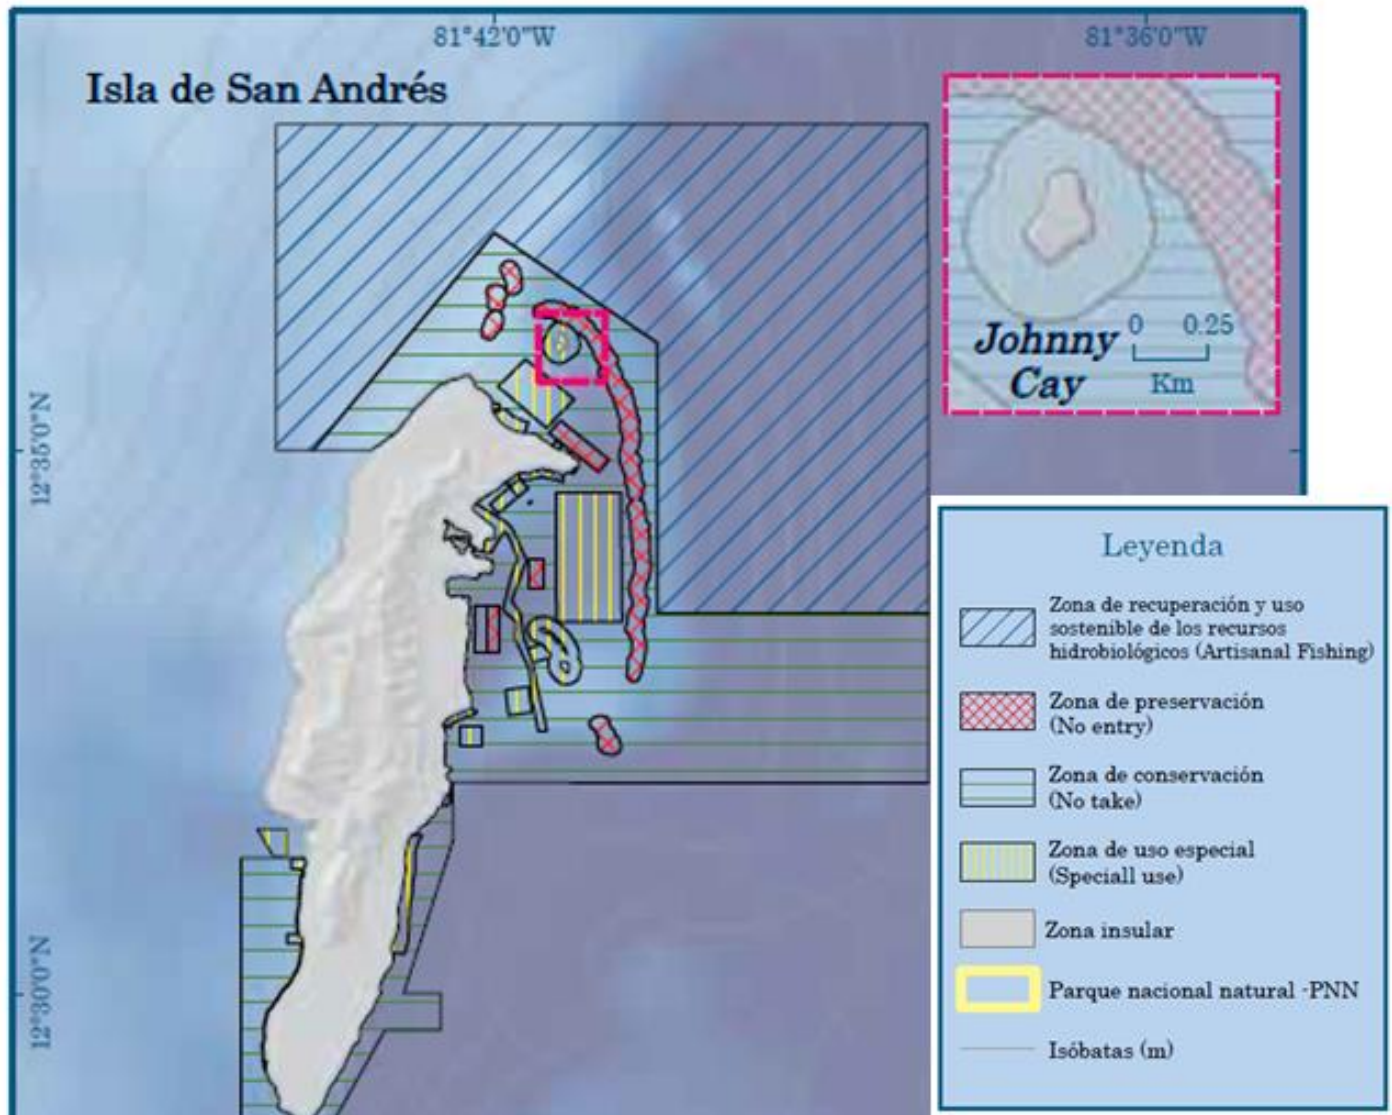 81°42'0"W
81°36'0"W
Isla de San Andrés
Johnny
Cay
0 0.25
Km
12°35'0"N
12°30'0"N
Leyenda
Zona de recuperación y uso
sostenible de los recursos
hidrobiológicos (Artisanal Fishing)
Zona de preservación
(No entry)
Zona de conservación
(No take)
Zona de uso especial
(Speciall use)
Zona insular
Parque nacional natural -PNN
Isóbatas (m)